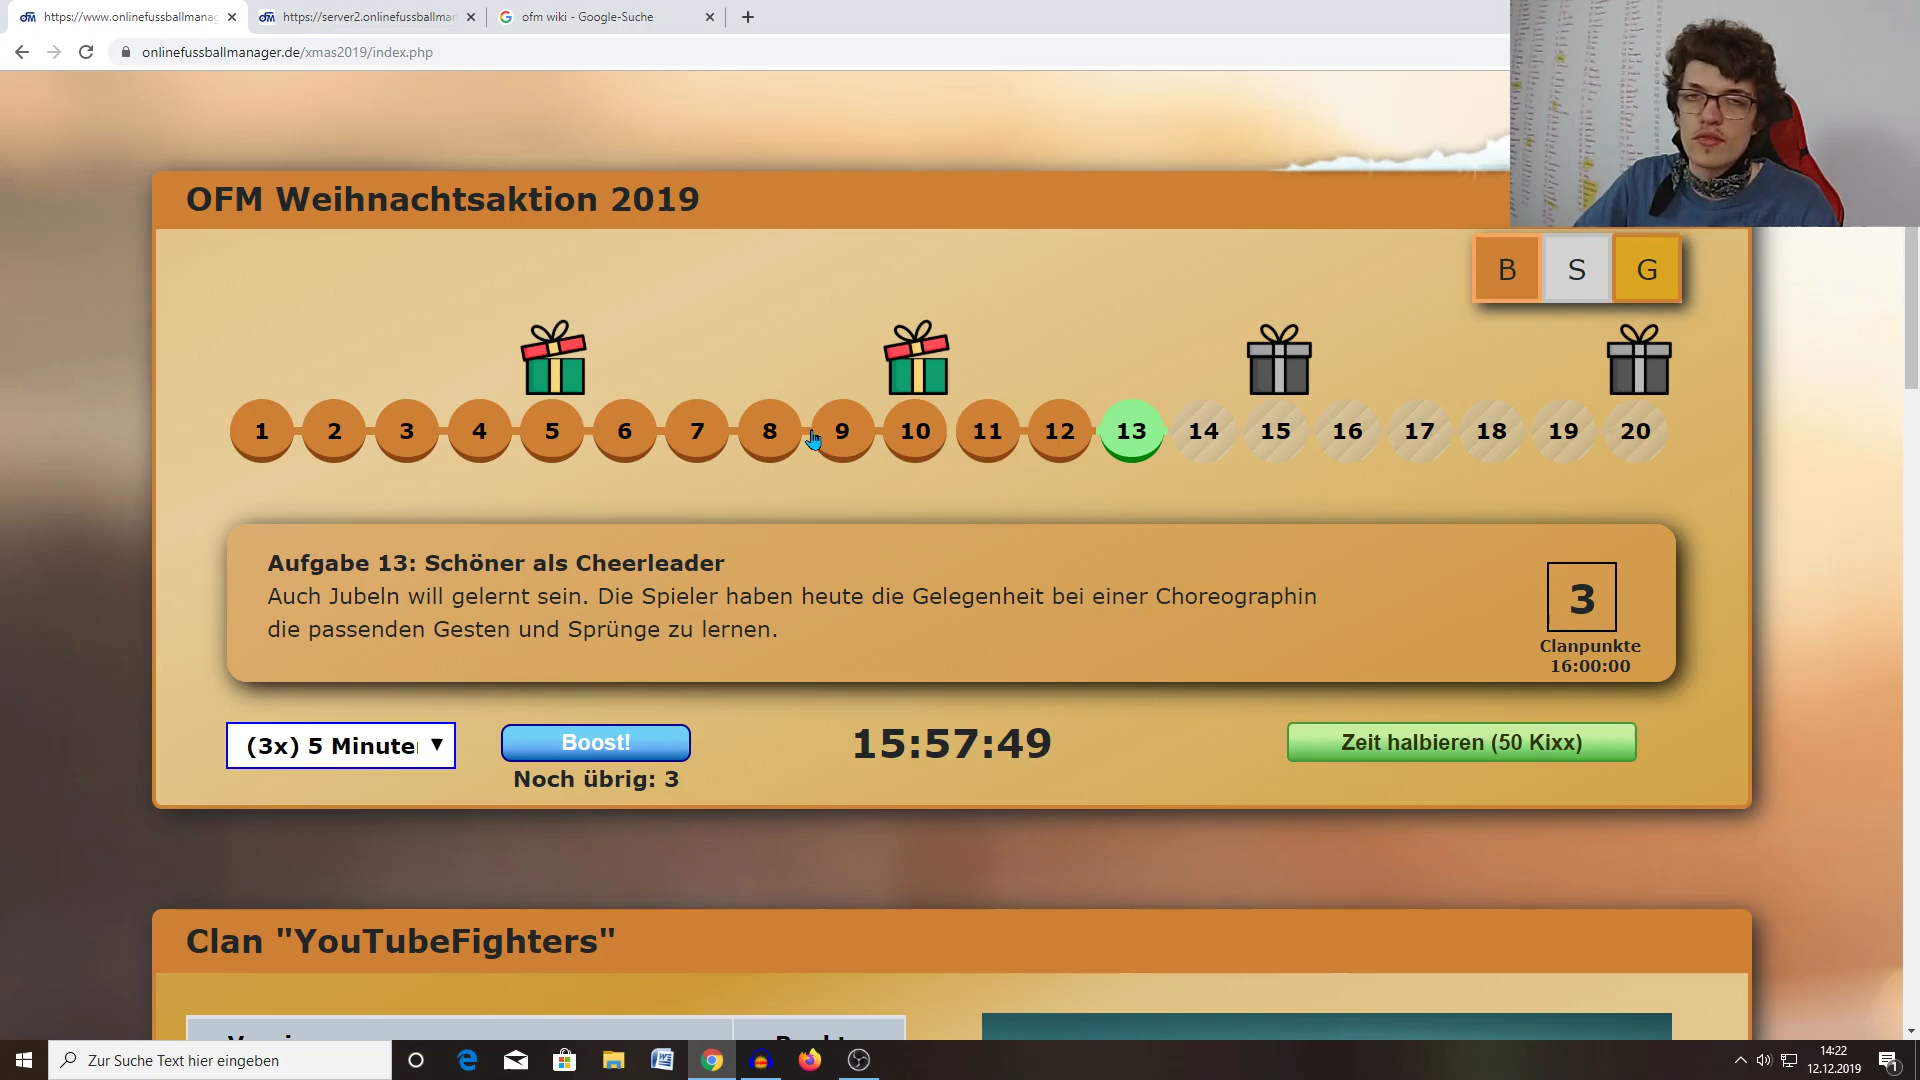 https://www.onlinefussballmanag
https://server2.onlinefussballman
ofm wiki - Google-Suche
onlinefussballmanager.de/xmas2019/index.php
OFM Weihnachtsaktion 2019
B S G
1 2 3 4 5 6 7 8 9 10 11 12 13 14 15 16 17 18 19 20
Aufgabe 13: Schöner als Cheerleader
Auch Jubeln will gelernt sein. Die Spieler haben heute die Gelegenheit bei einer Choreographin
die passenden Gesten und Sprünge zu lernen.
3
Clanpunkte
16:00:00
(3x) 5 Minuten
Boost!
Noch übrig: 3
15:57:49
Zeit halbieren (50 Kixx)
Clan "YouTubeFighters"
Zur Suche Text hier eingeben
14:22
12.12.2019
1